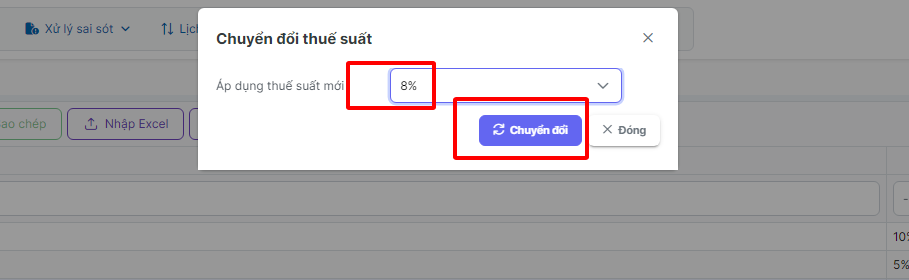 Xử lý sai sót
Lịch
Chuyển đổi thuế suất
Áp dụng thuế suất mới
8%
Chuyển đổi
Đóng
sao chép
Nhập Excel
10%
5%